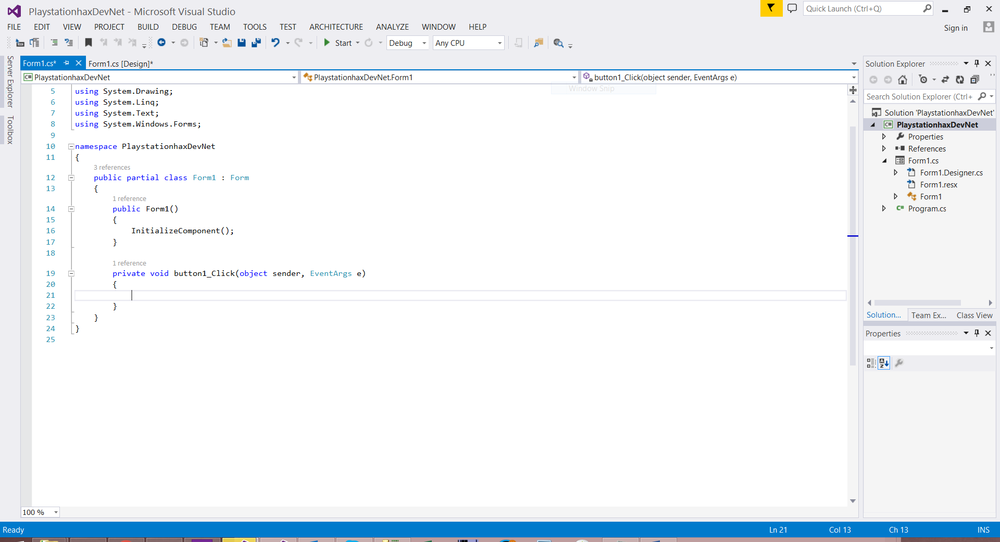 PlaystationhaxDevNet - Microsoft Visual Studio
Quick Launch (Ctrl+Q)
FILE EDIT VIEW PROJECT BUILD DEBUG TEAM TOOLS TEST ARCHITECTURE ANALYZE WINDOW HELP
Sign in
Start Debug Any CPU
Server Explorer
Toolbox
Form1.cs* Form1.cs [Design]*
PlaystationhaxDevNet PlaystationhaxDevNet.Form1 button1_Click(object sender, EventArgs e)
Window Snip
5 using System.Drawing;
6 using System.Linq;
7 using System.Text;
8 using System.Windows.Forms;
9
10 namespace PlaystationhaxDevNet
11 {
3 references
12 public partial class Form1 : Form
13 {
1 reference
14 public Form1()
15 {
16 InitializeComponent();
17 }
18
1 reference
19 private void button1_Click(object sender, EventArgs e)
20 {
21
22 }
23 }
24 }
25
100 %
Solution Explorer
Search Solution Explorer (Ctrl+
Solution 'PlaystationhaxDevNet'
C# PlaystationhaxDevNet
Properties
References
Form1.cs
Form1.Designer.cs
Form1.resx
Form1
C# Program.cs
Solution... Team Ex... Class View
Properties
Ready Ln 21 Col 13 Ch 13 INS